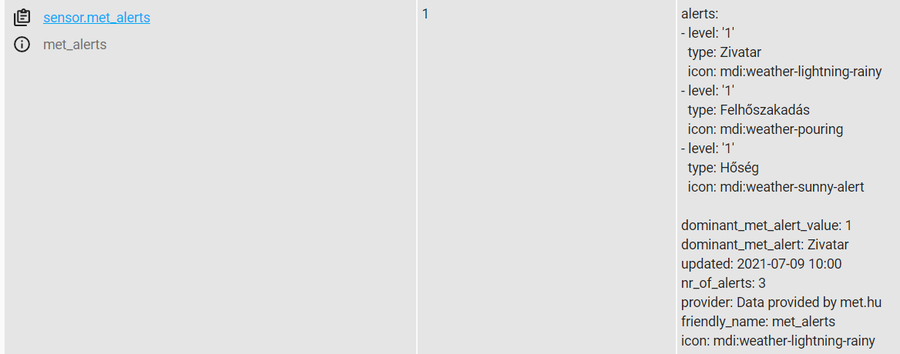 sensor.met_alerts
met_alerts
1
alerts:
- level: '1'
type: Zivatar
icon: mdi:weather-lightning-rainy
- level: '1'
type: Felhőszakadás
icon: mdi:weather-pouring
- level: '1'
type: Hőség
icon: mdi:weather-sunny-alert
dominant_met_alert_value: 1
dominant_met_alert: Zivatar
updated: 2021-07-09 10:00
nr_of_alerts: 3
provider: Data provided by met.hu
friendly_name: met_alerts
icon: mdi:weather-lightning-rainy